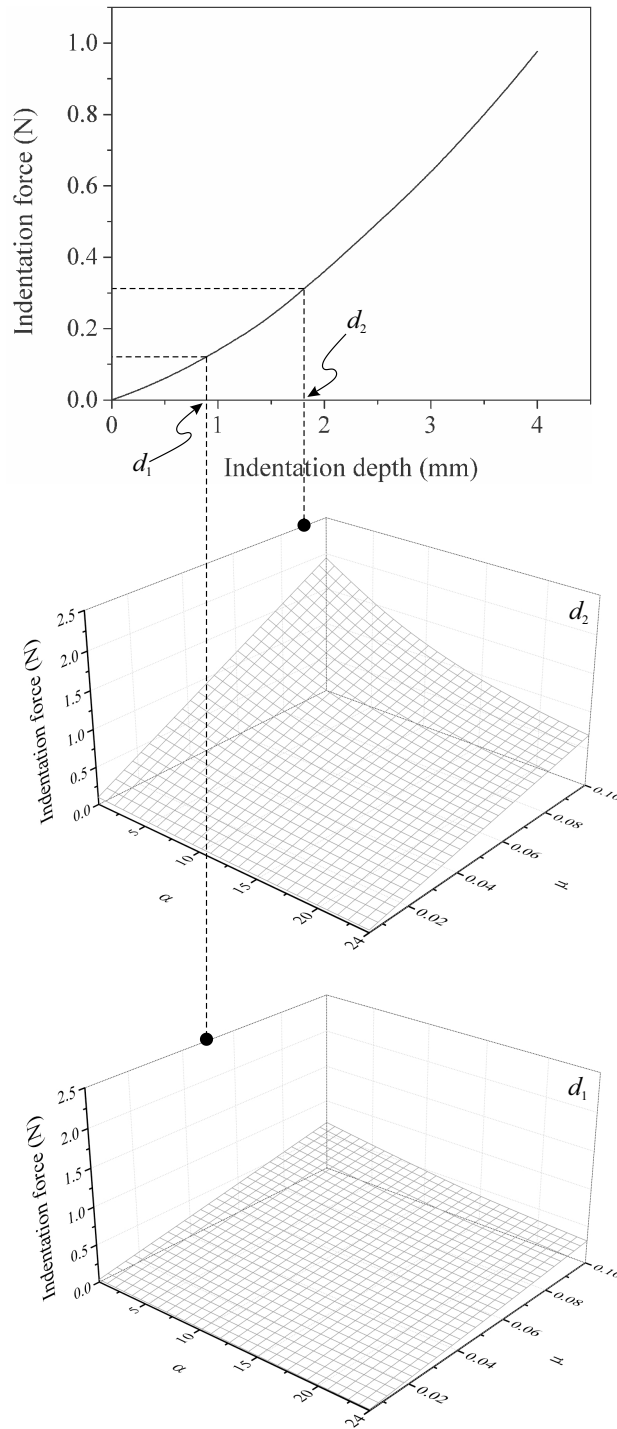 1.0
0.8
0.6
0.4
0.2
0.0
Indentation force (N)
0 1 2 3 4
Indentation depth (mm)
d1
d2
d2
2.5
2.0
1.5
1.0
0.5
0.0
Indentation force (N)
5 10 15 20 24
α
0.02 0.04 0.06 0.08 0.10
μ
d1
2.5
2.0
1.5
1.0
0.5
0.0
Indentation force (N)
5 10 15 20 24
α
0.02 0.04 0.06 0.08 0.10
μ